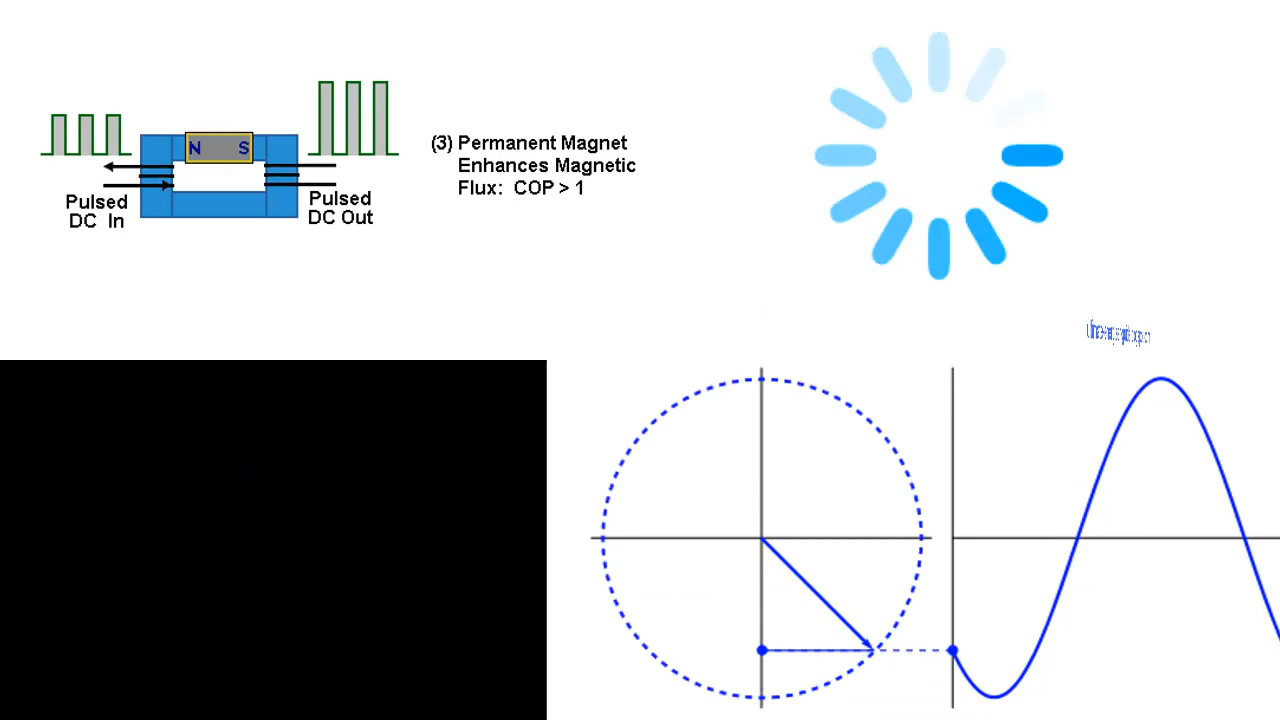 (3) Permanent Magnet
Enhances Magnetic
Flux: COP > 1
N S
Pulsed
DC In
Pulsed
DC Out